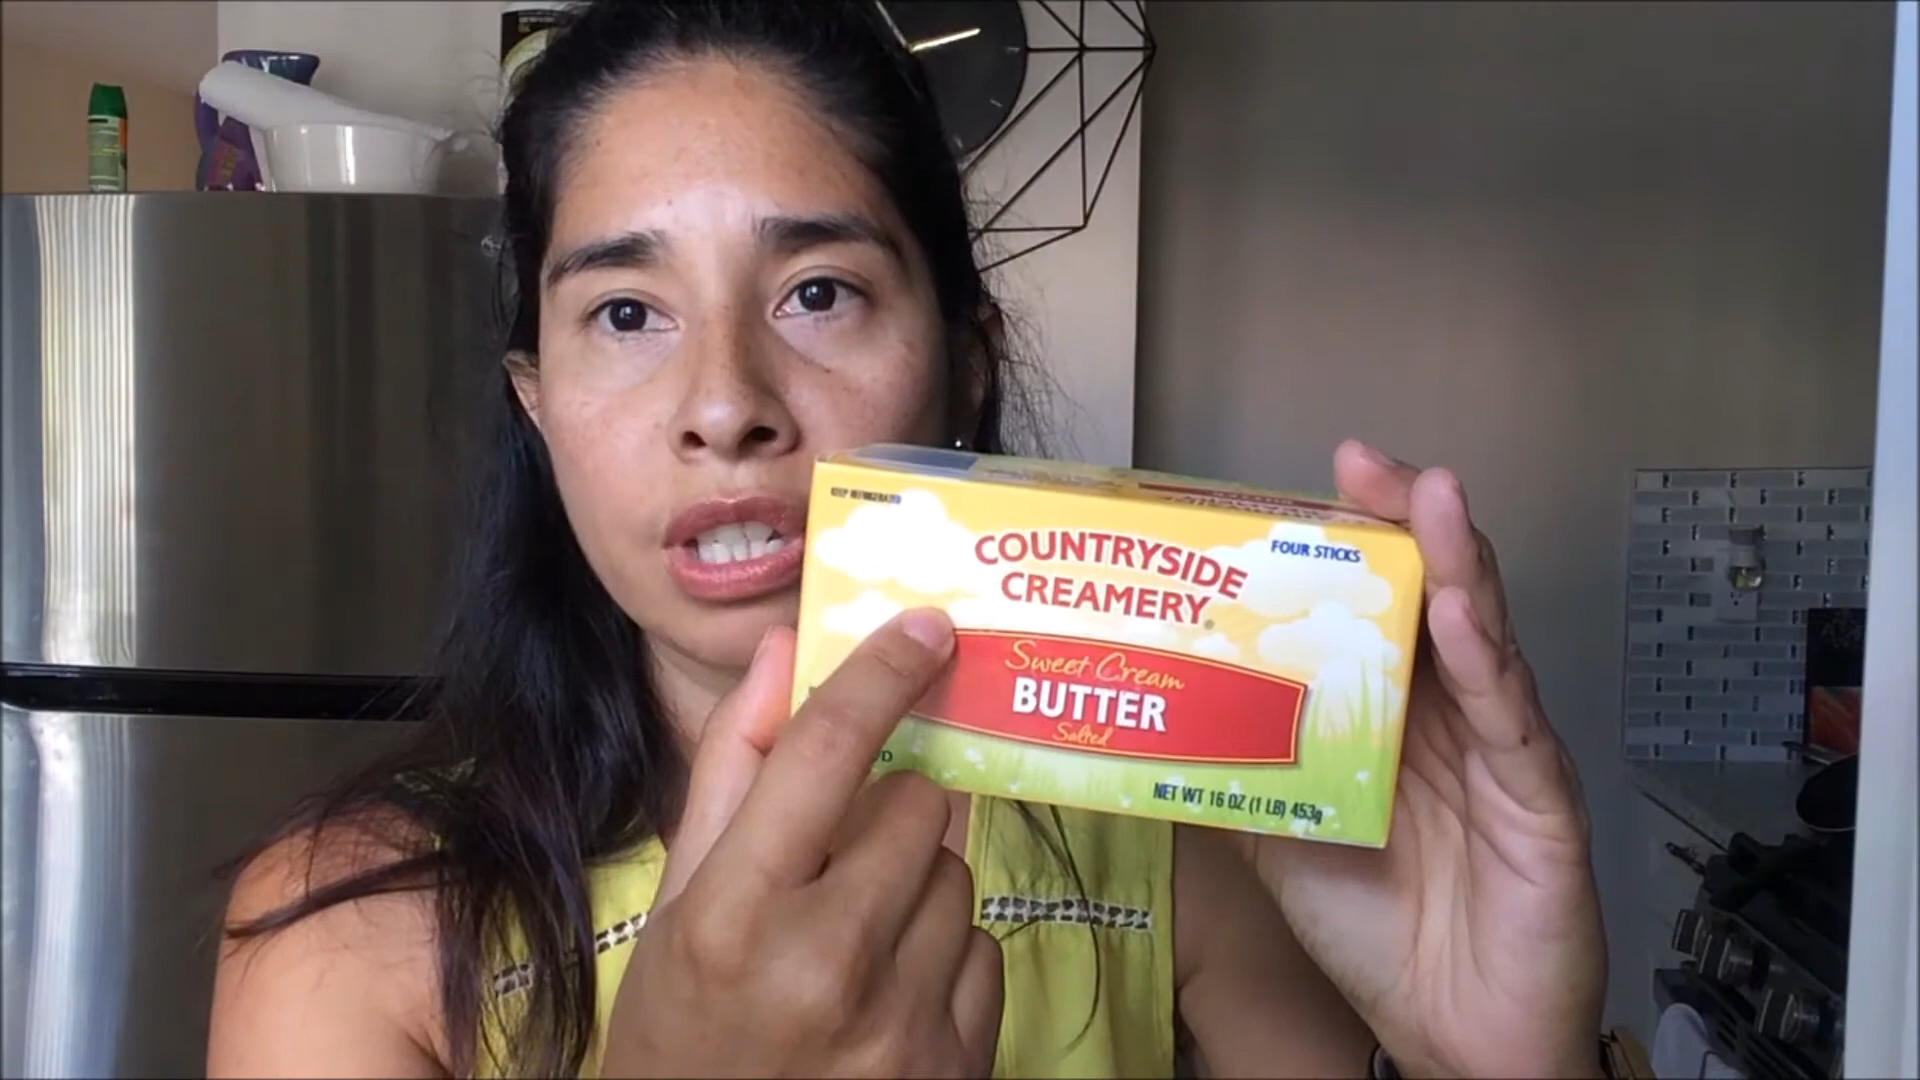 KEEP REFRIGERATED
COUNTRYSIDE
CREAMERY®
FOUR STICKS
Sweet Cream
BUTTER
Salted
NET WT 16 OZ (1 LB) 453g